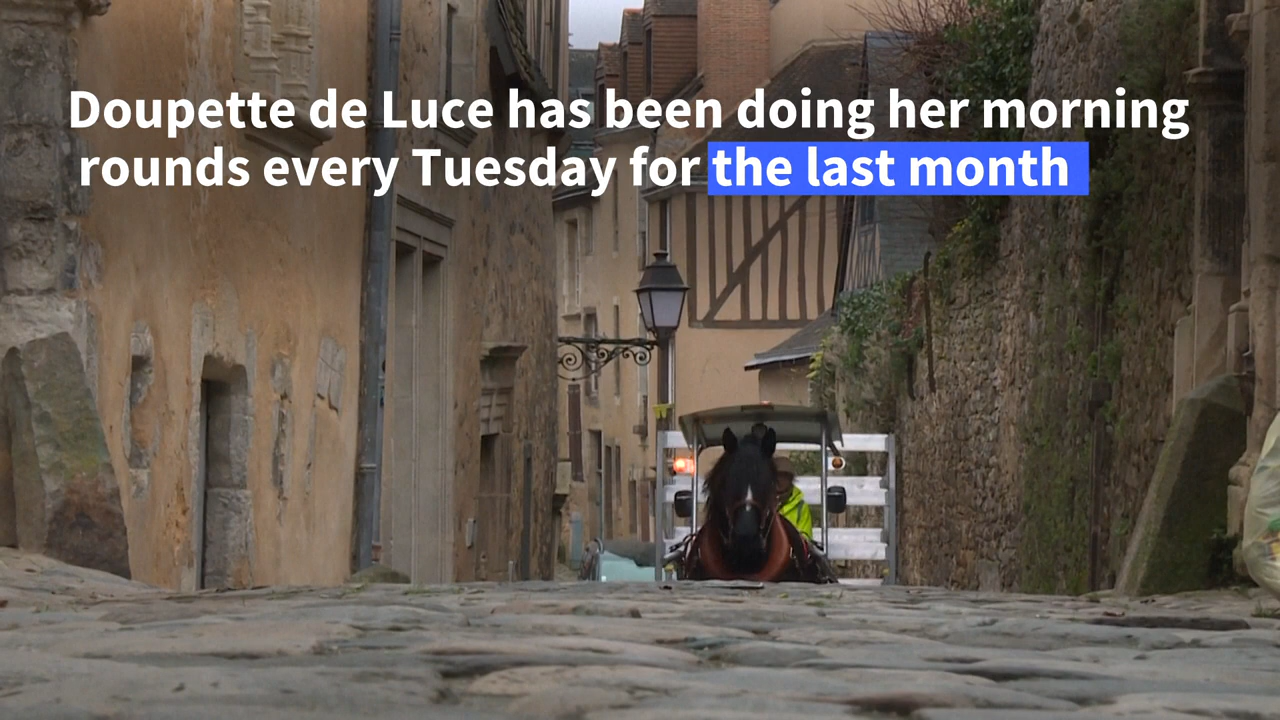 Doupette de Luce has been doing her morning
rounds every Tuesday for the last month